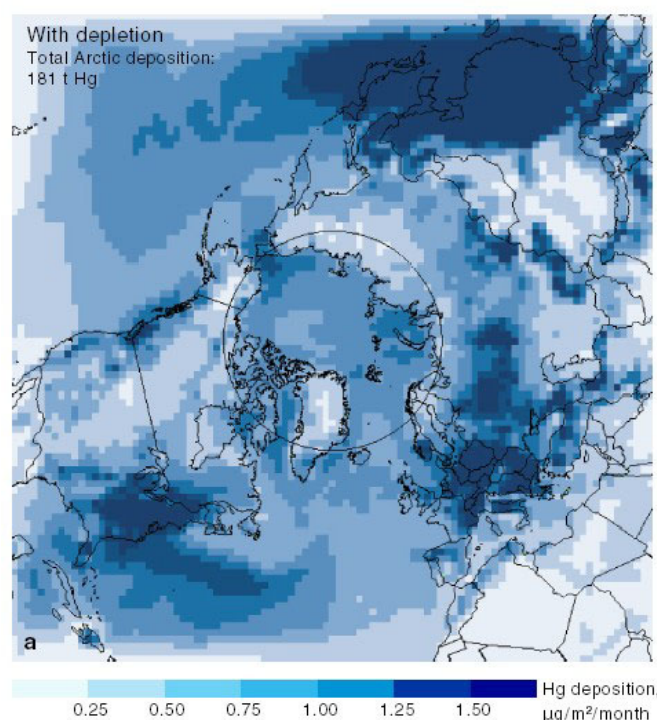 With depletion
Total Arctic deposition:
181 t Hg
a
0.25 0.50 0.75 1.00 1.25 1.50
Hg deposition,
µg/m²/month